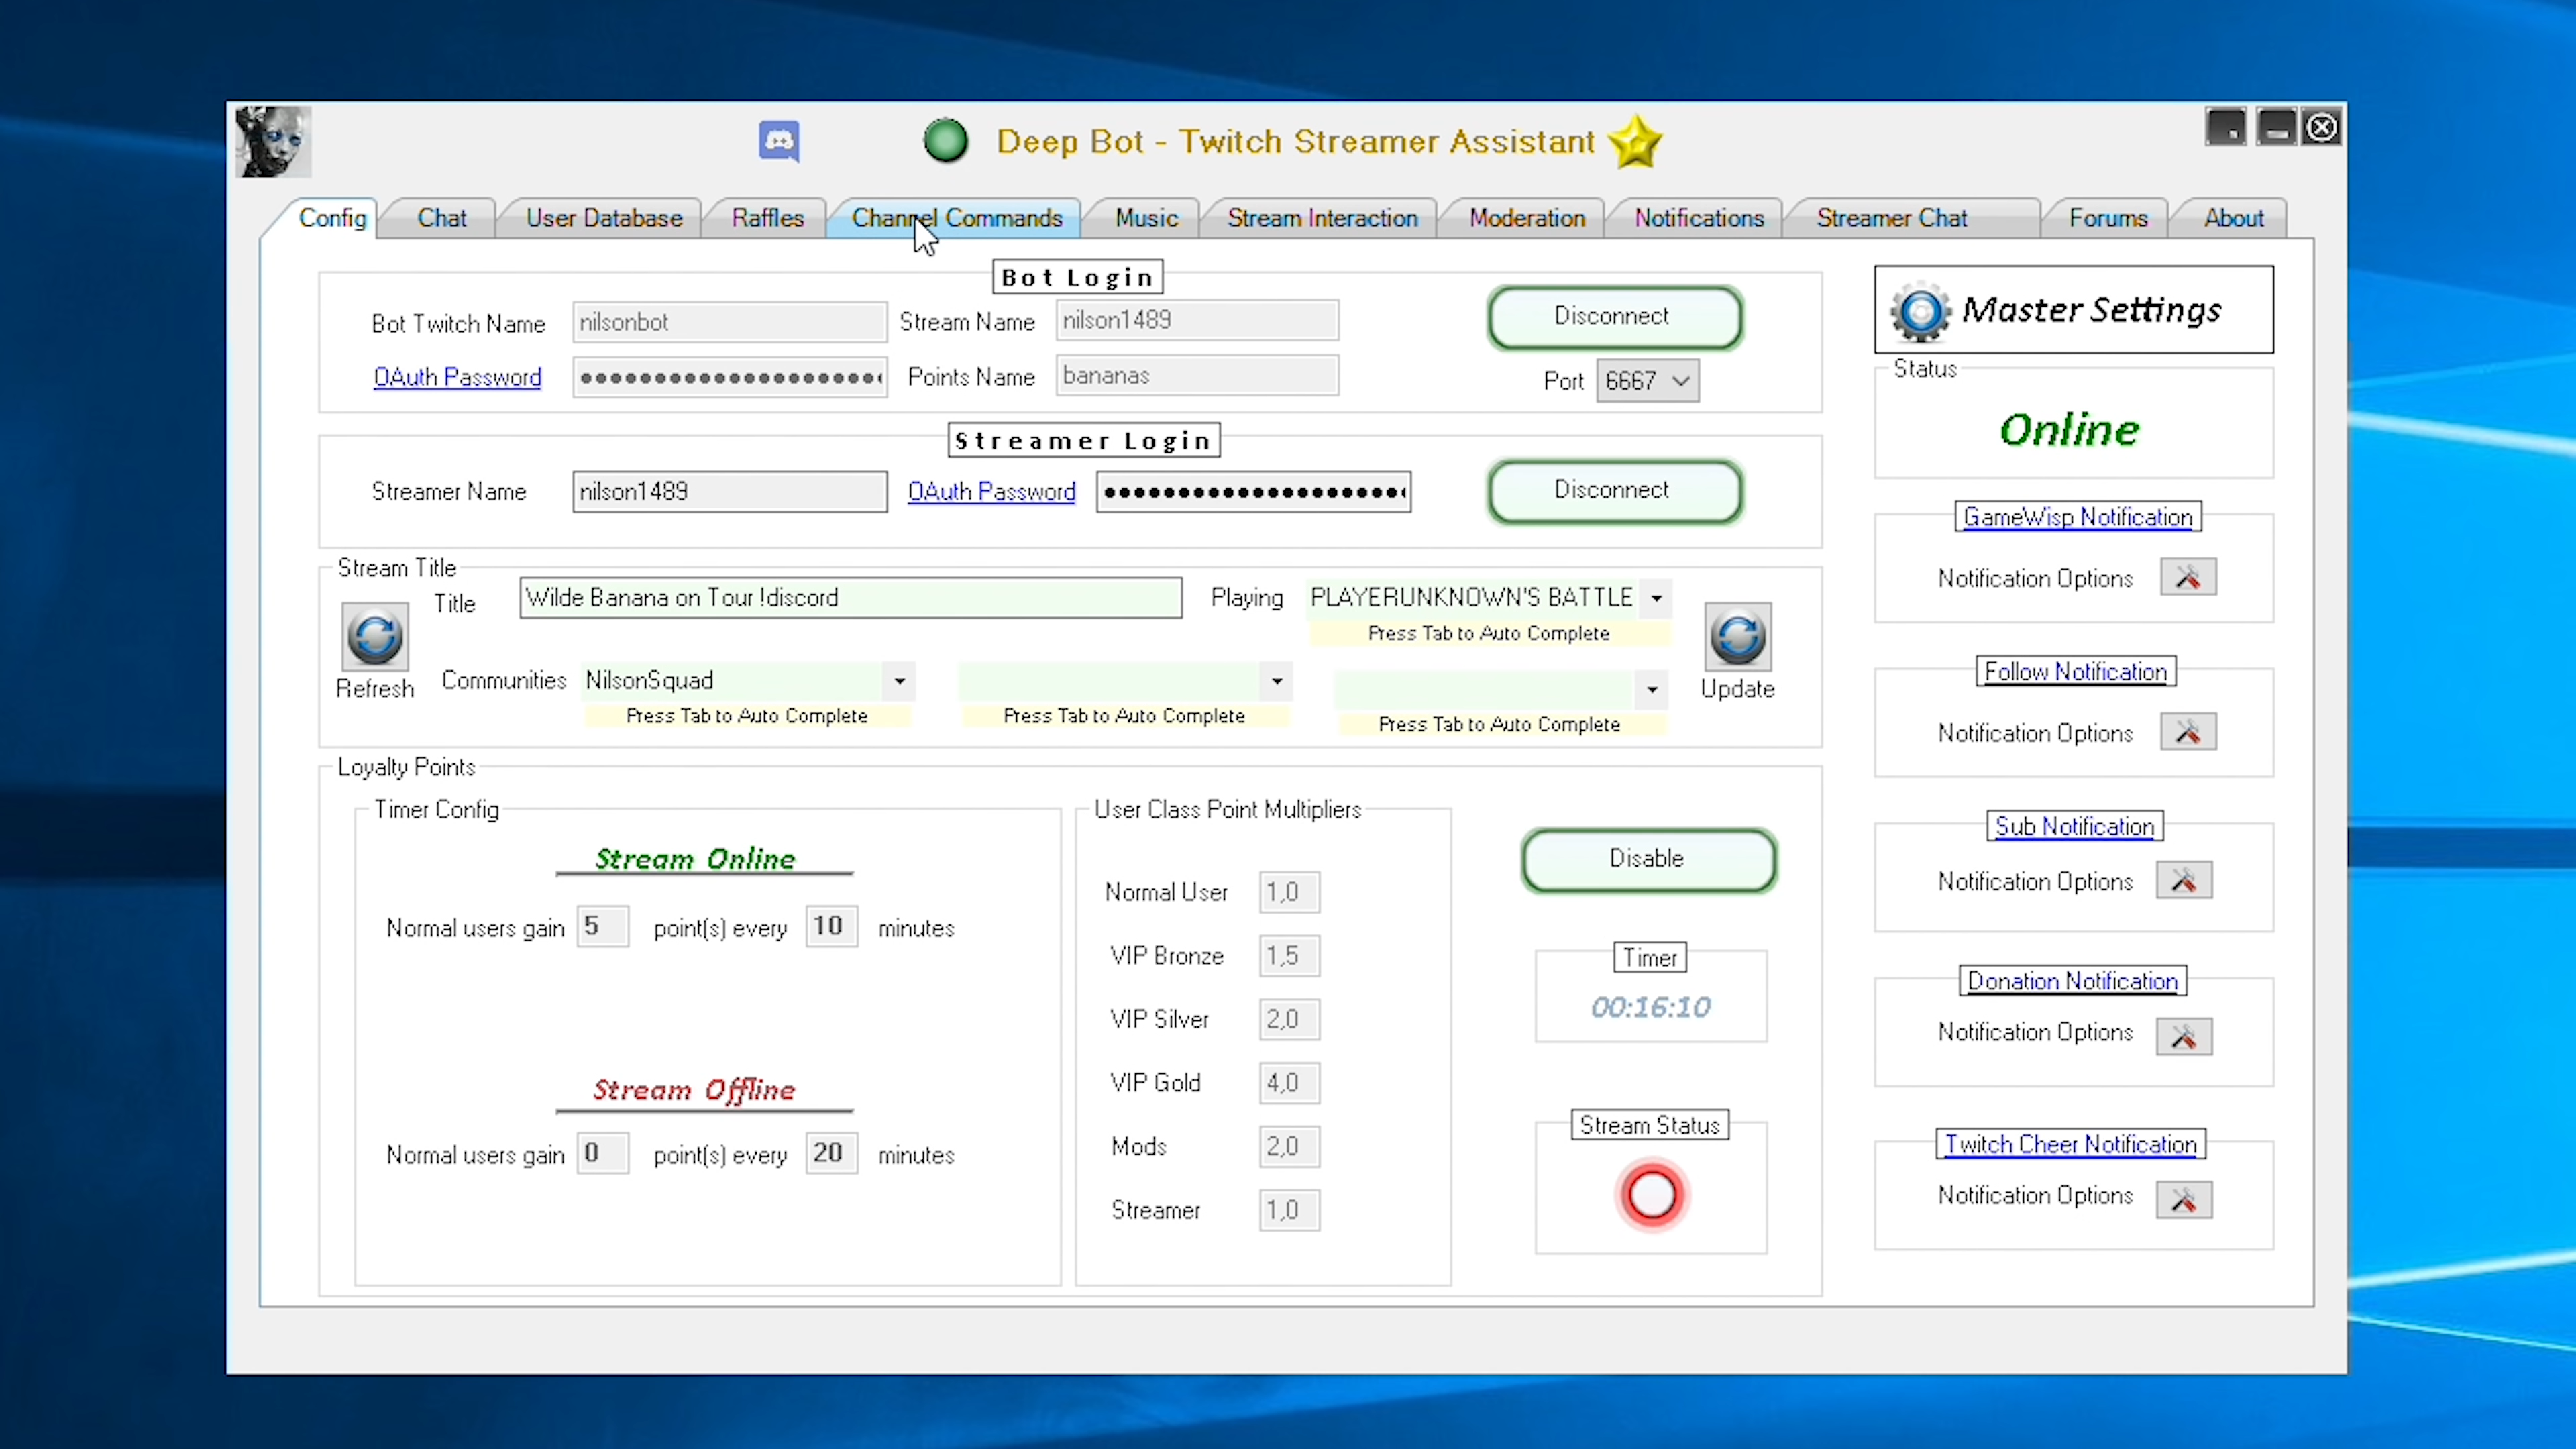 Deep Bot - Twitch Streamer Assistant
Config Chat User Database Raffles Channel Commands Music Stream Interaction Moderation Notifications Streamer Chat Forums About
Bot Login
Bot Twitch Name nilsonbot Stream Name nilson1489 Disconnect
OAuth Password Points Name bananas Port 6667
Streamer Login
Streamer Name nilson1489 OAuth Password Disconnect
Stream Title
Title Wilde Banana on Tour !discord Playing PLAYERUNKNOWN'S BATTLE
Press Tab to Auto Complete
Refresh Communities NilsonSquad Update
Press Tab to Auto Complete Press Tab to Auto Complete Press Tab to Auto Complete
Loyalty Points
Timer Config
Stream Online
Normal users gain 5 point(s) every 10 minutes
Stream Offline
Normal users gain 0 point(s) every 20 minutes
User Class Point Multipliers
Normal User 1,0
VIP Bronze 1,5
VIP Silver 2,0
VIP Gold 4,0
Mods 2,0
Streamer 1,0
Disable
Timer
00:16:10
Stream Status
Master Settings
Status
Online
GameWisp Notification
Notification Options
Follow Notification
Notification Options
Sub Notification
Notification Options
Donation Notification
Notification Options
Twitch Cheer Notification
Notification Options